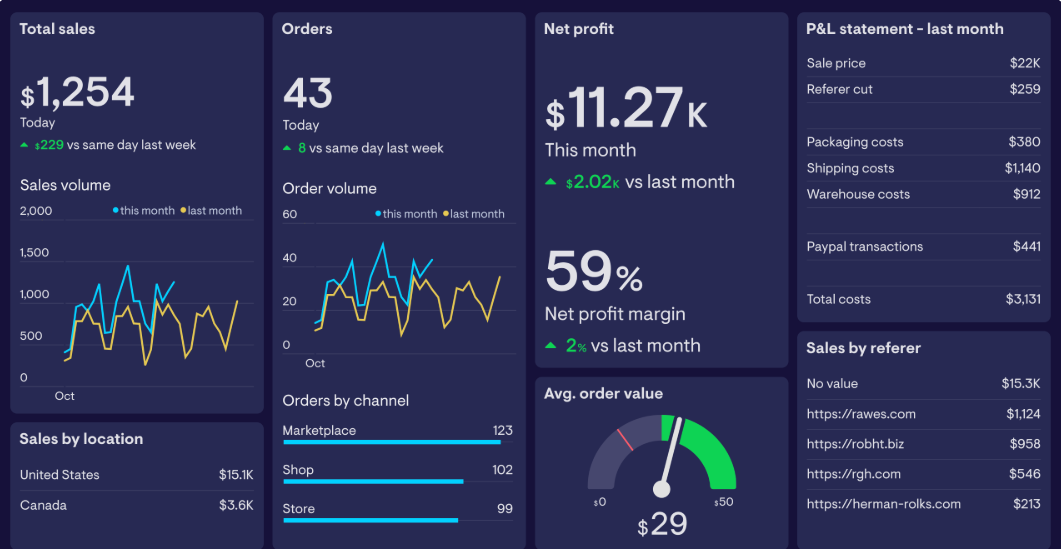 Total sales
$1,254
Today
$229 vs same day last week
Sales volume
this month last month
2,000
1,500
1,000
500
0
Oct
Sales by location
United States $15.1K
Canada $3.6K
Orders
43
Today
8 vs same day last week
Order volume
this month last month
60
40
20
0
Oct
Orders by channel
Marketplace 123
Shop 102
Store 99
Net profit
$11.27K
This month
$2.02K vs last month
59%
Net profit margin
2% vs last month
Avg. order value
$0 $50
$29
P&L statement - last month
Sale price $22K
Referer cut $259
Packaging costs $380
Shipping costs $1,140
Warehouse costs $912
Paypal transactions $441
Total costs $3,131
Sales by referer
No value $15.3K
https://rawes.com $1,124
https://robht.biz $958
https://rgh.com $546
https://herman-rolks.com $213